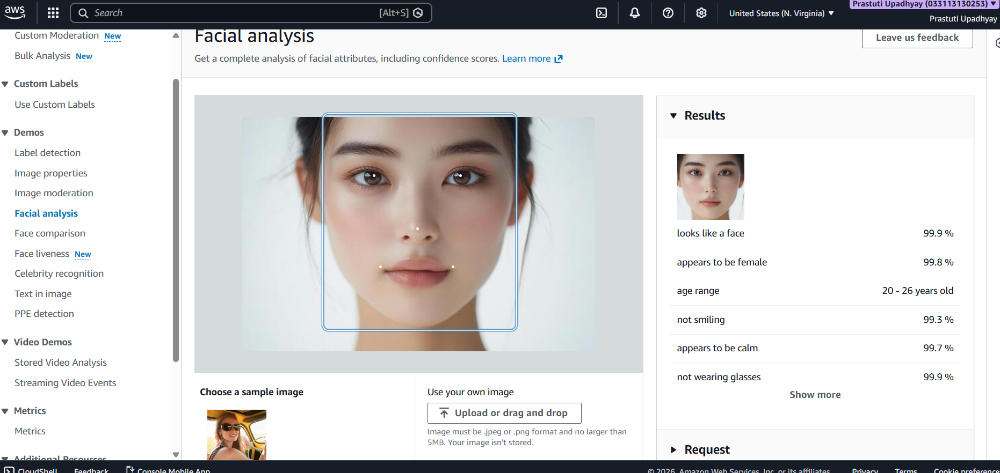 aws
Search [Alt+S]
United States (N. Virginia)
Prastuti Upadhyay (033113130253)
Prastuti Upadhyay
Custom Moderation New
Bulk Analysis New
Custom Labels
Use Custom Labels
Demos
Label detection
Image properties
Image moderation
Facial analysis
Face comparison
Face liveness New
Celebrity recognition
Text in image
PPE detection
Video Demos
Stored Video Analysis
Streaming Video Events
Metrics
Metrics
Additional Resources
Facial analysis
Leave us feedback
Get a complete analysis of facial attributes, including confidence scores. Learn more
Choose a sample image
Use your own image
Upload or drag and drop
Image must be .jpeg or .png format and no larger than
5MB. Your image isn't stored.
Results
looks like a face 99.9 %
appears to be female 99.8 %
age range 20 - 26 years old
not smiling 99.3 %
appears to be calm 99.7 %
not wearing glasses 99.9 %
Show more
Request
CloudShell Feedback Console Mobile App © 2026, Amazon Web Services, Inc. or its affiliates. Privacy Terms Cookie preferences